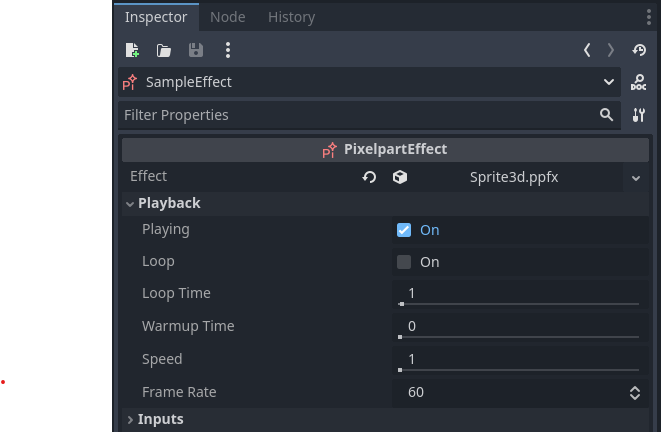 Inspector Node History
SampleEffect
DOC
Filter Properties
PixelpartEffect
Effect Sprite3d.ppfx
Playback
Playing On
Loop On
Loop Time 1
Warmup Time 0
Speed 1
Frame Rate 60
Inputs